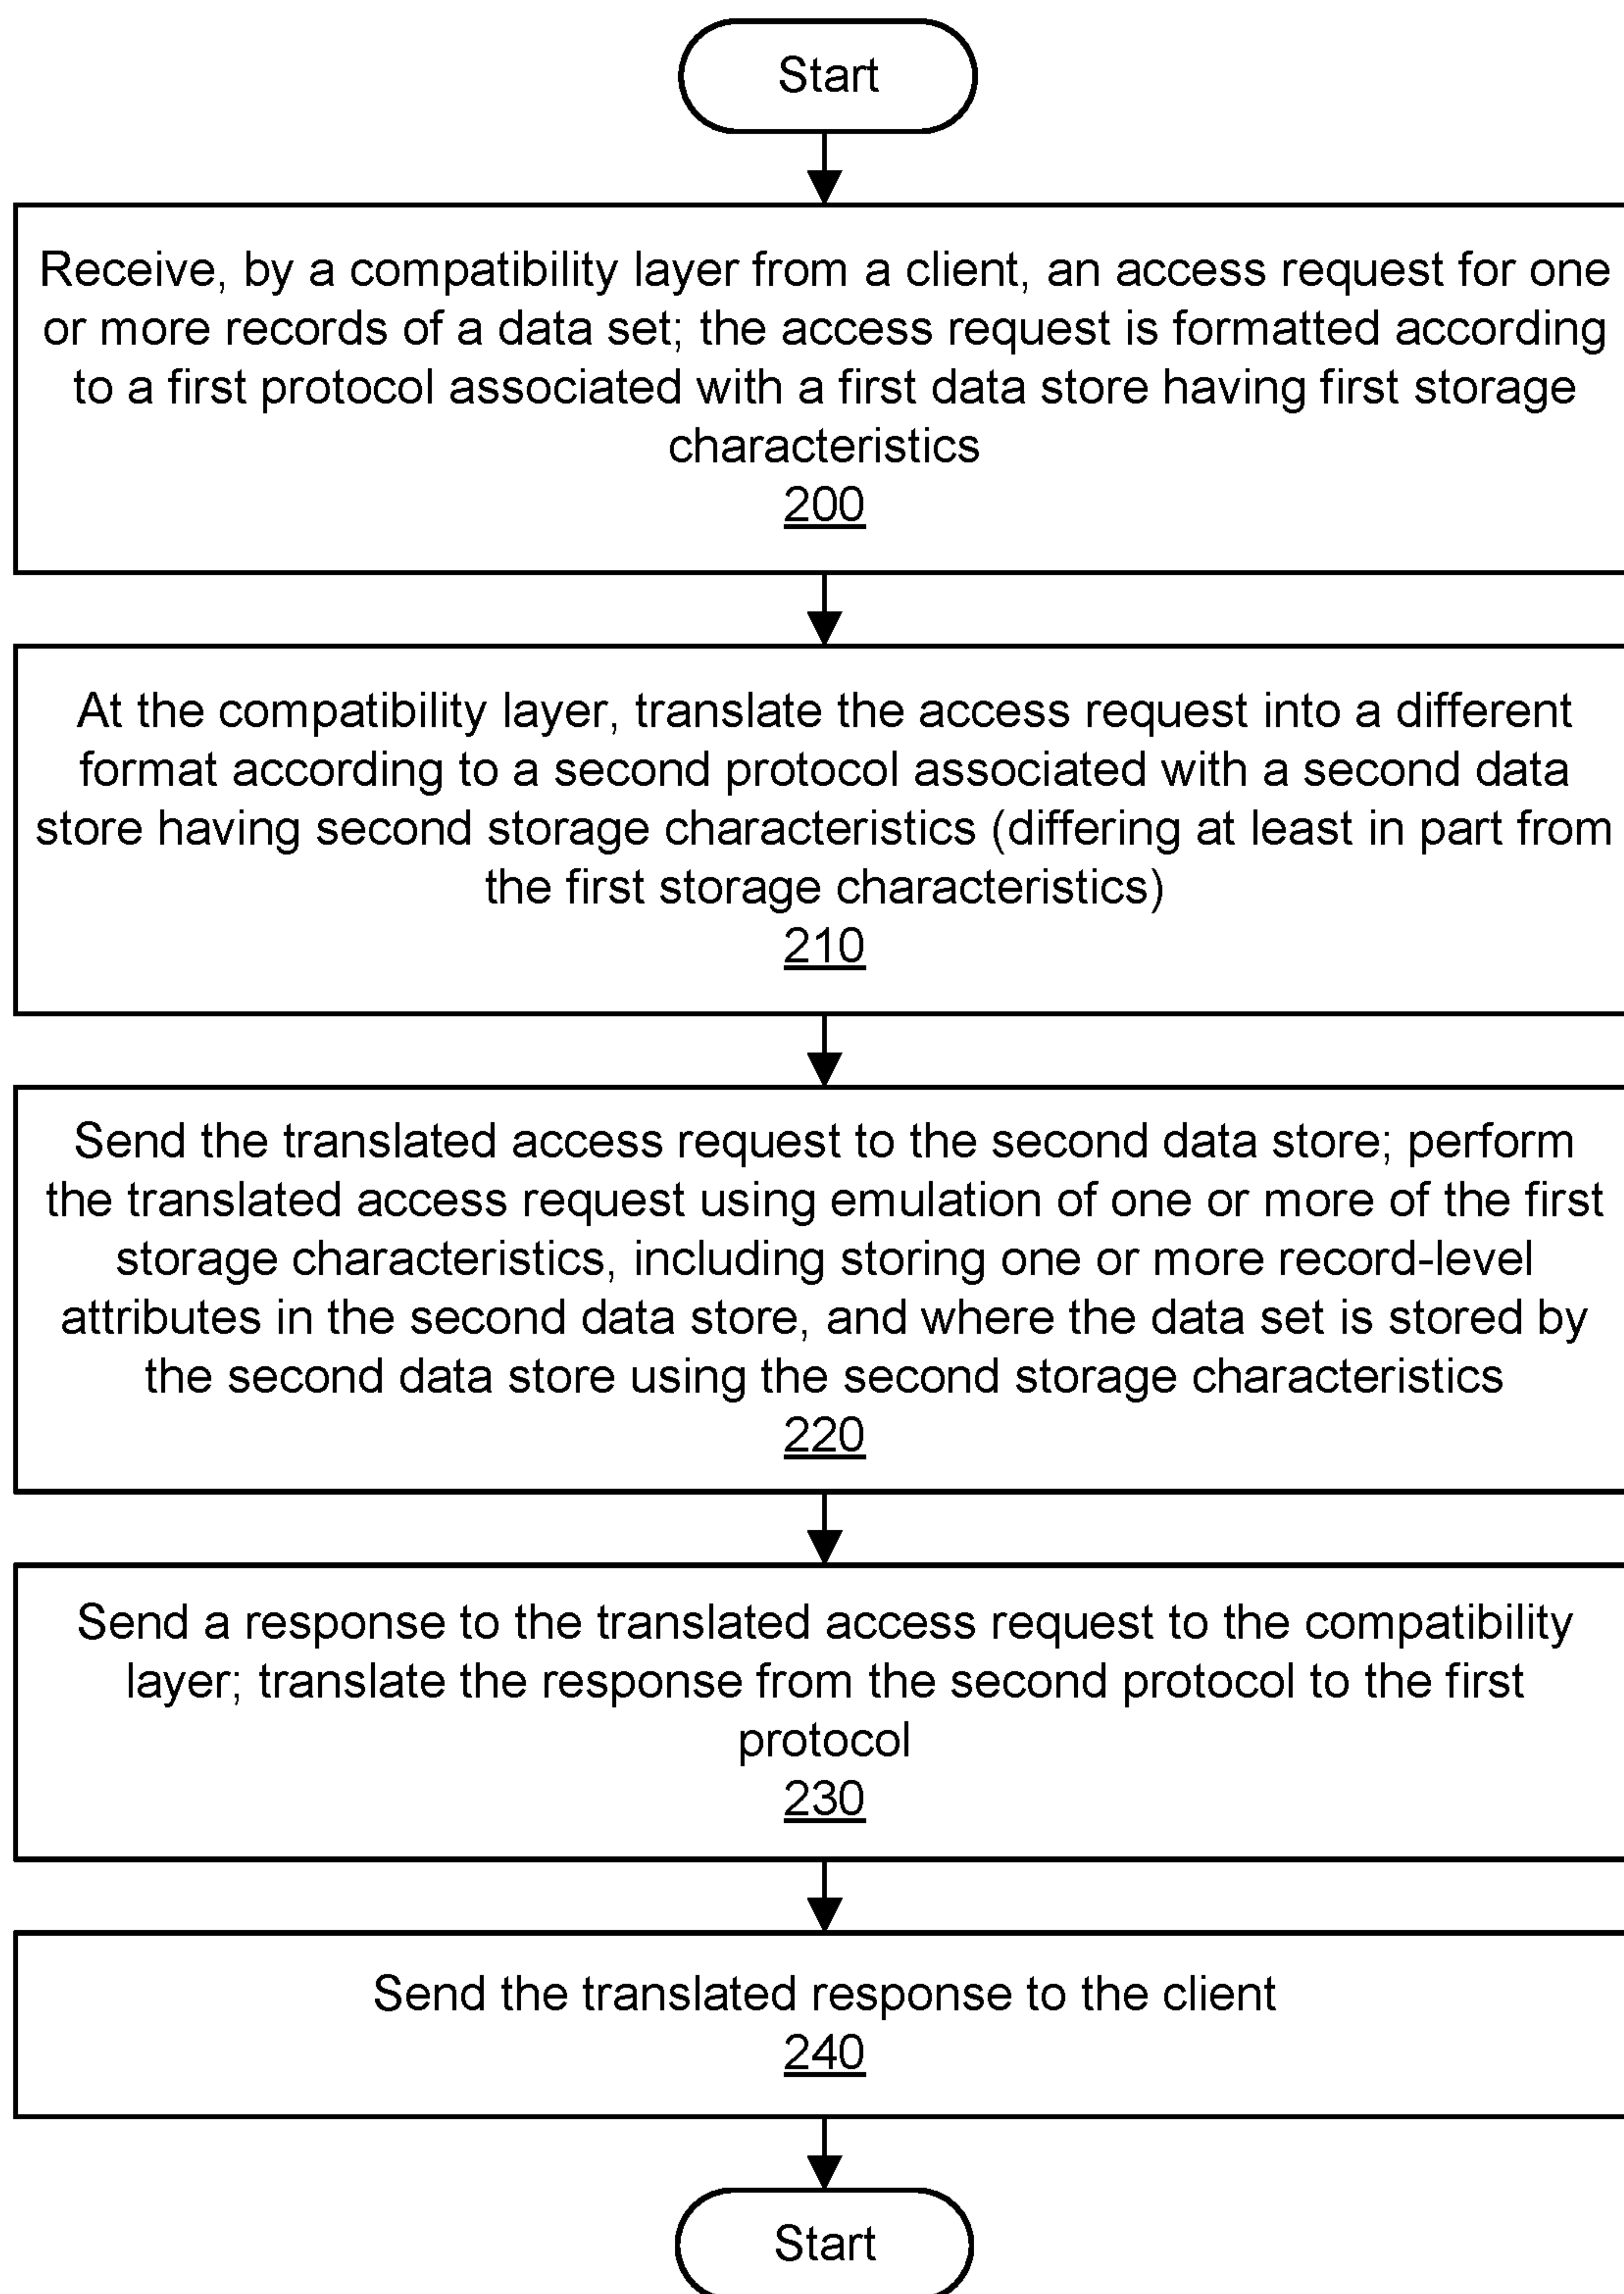 Start
Receive, by a compatibility layer from a client, an access request for one
or more records of a data set; the access request is formatted according
to a first protocol associated with a first data store having first storage
characteristics
200
At the compatibility layer, translate the access request into a different
format according to a second protocol associated with a second data
store having second storage characteristics (differing at least in part from
the first storage characteristics)
210
Send the translated access request to the second data store; perform
the translated access request using emulation of one or more of the first
storage characteristics, including storing one or more record-level
attributes in the second data store, and where the data set is stored by
the second data store using the second storage characteristics
220
Send a response to the translated access request to the compatibility
layer; translate the response from the second protocol to the first
protocol
230
Send the translated response to the client
240
Start